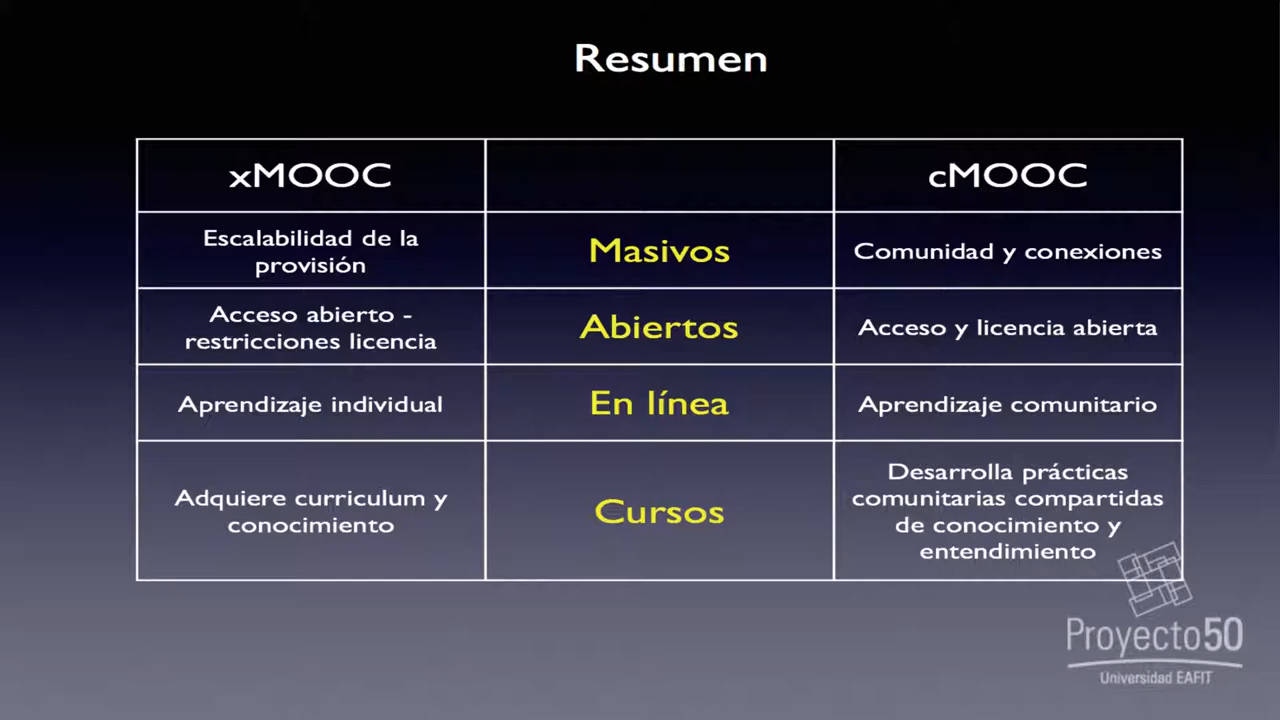 Resumen
xMOOC
cMOOC
Escalabilidad de la
provisión
Masivos
Comunidad y conexiones
Acceso abierto -
restricciones licencia
Abiertos
Acceso y licencia abierta
Aprendizaje individual
En línea
Aprendizaje comunitario
Adquiere curriculum y
conocimiento
Cursos
Desarrolla prácticas
comunitarias compartidas
de conocimiento y
entendimiento
Proyecto50
Universidad EAFIT